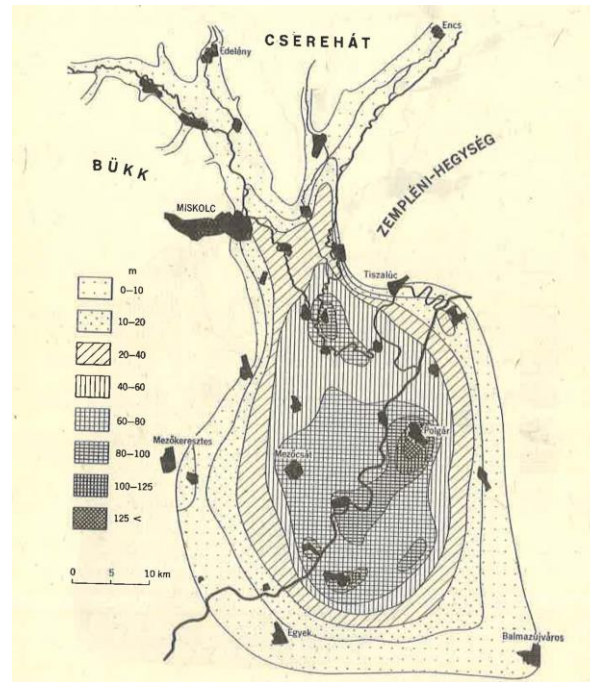 CSEREHÁT
Encs
Edelény
BÜKK
ZEMPLÉNI-HEGYSÉG
MiSKOLC
Tiszalúc
m
0–10
10–20
20–40
40–60
60–80
80–100
100–125
125 <
Mezőkeresztes
Mezőcsát
Polgár
0 5 10 km
Egyek
Balmazújváros